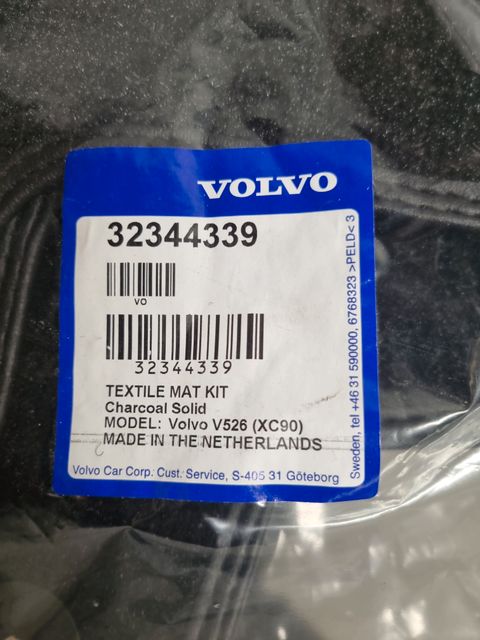 VOLVO
32344339
VO
32344339
TEXTILE MAT KIT
Charcoal Solid
MODEL: Volvo V526 (XC90)
MADE IN THE NETHERLANDS
Volvo Car Corp. Cust. Service, S-405 31 Göteborg
Sweden, tel +46 31 590000, 6768323 >PELD< 3